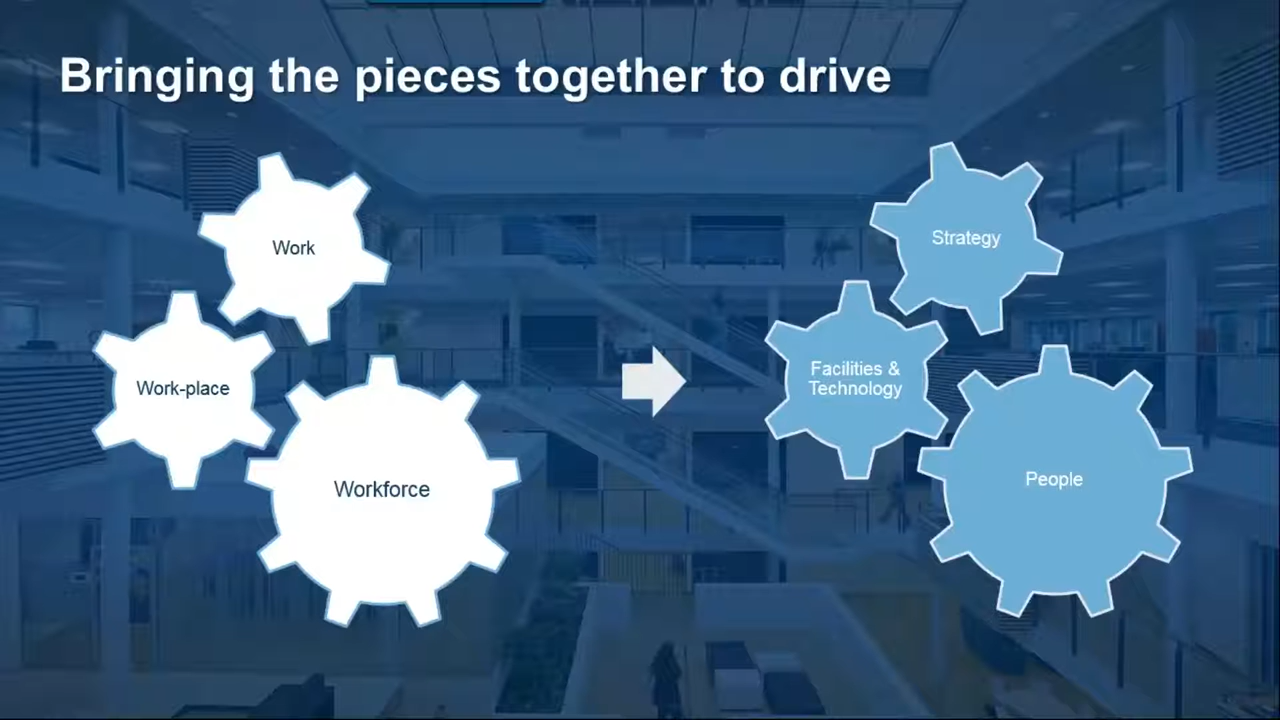 Bringing the pieces together to drive
Work
Work-place
Workforce
Strategy
Facilities &
Technology
People